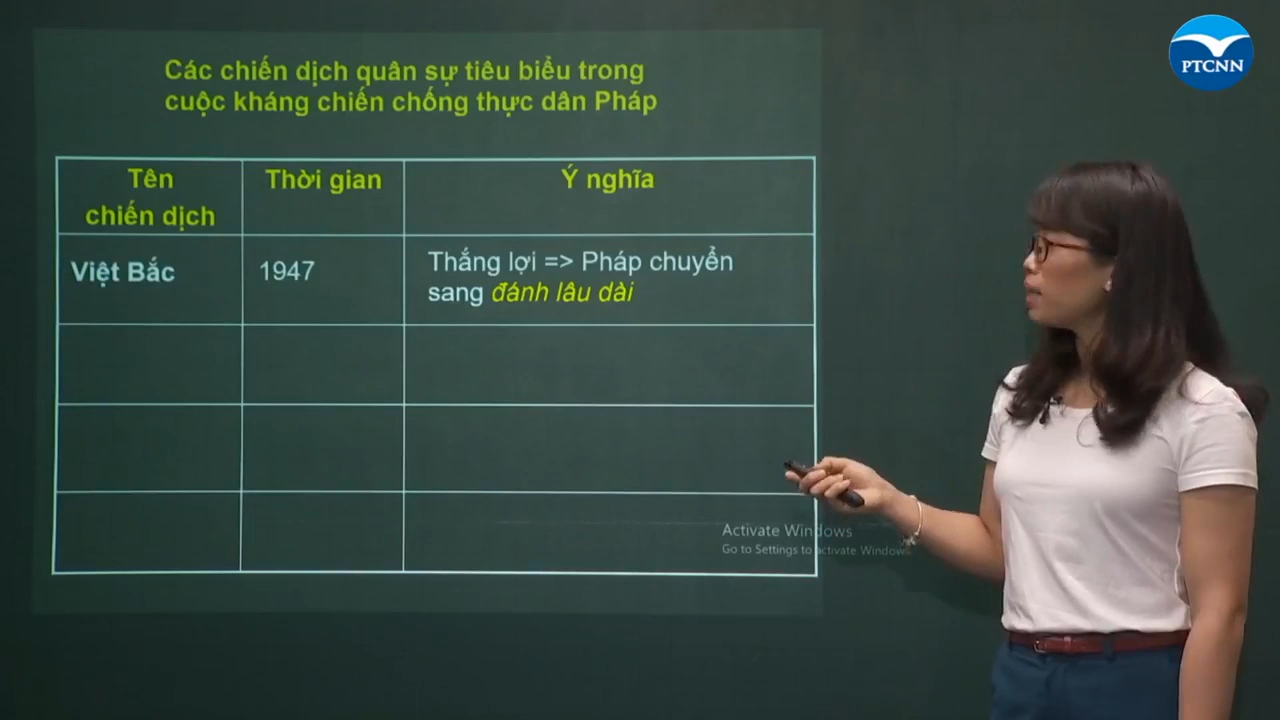 PTCNN
Các chiến dịch quân sự tiêu biểu trong
cuộc kháng chiến chống thực dân Pháp
Tên
chiến dịch
Thời gian
Ý nghĩa
Việt Bắc
1947
Thắng lợi => Pháp chuyển
sang đánh lâu dài
Activate Windows
Go to Settings to activate Windows